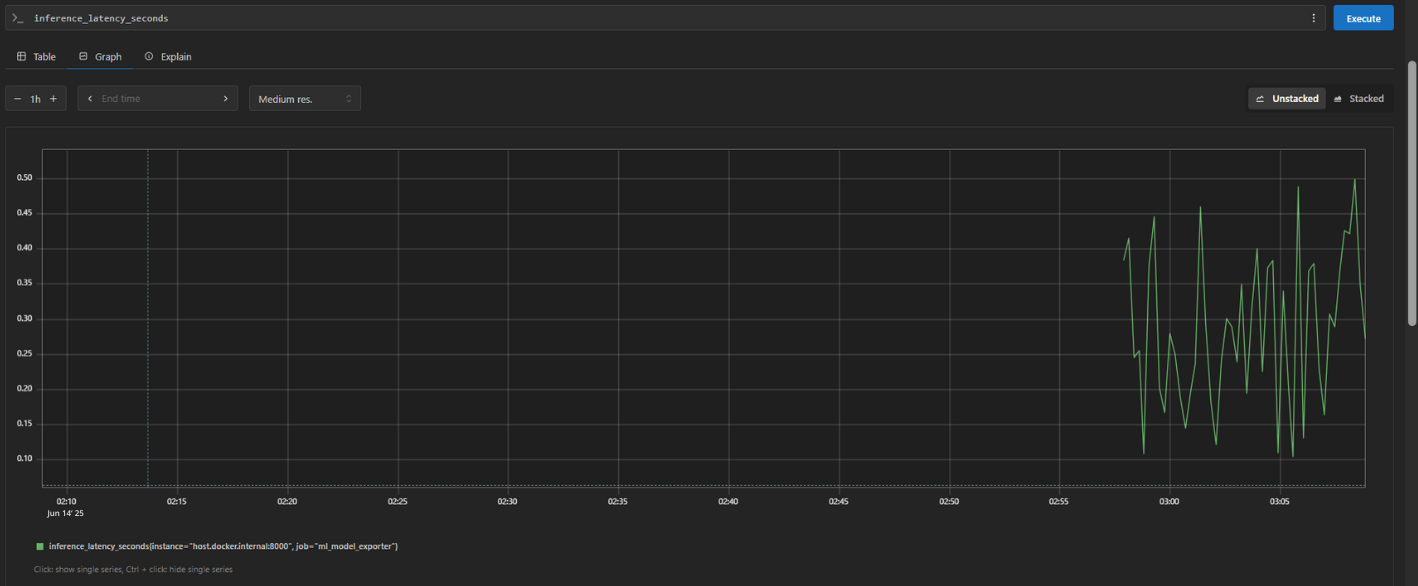 >_ inference_latency_seconds
Execute
Table Graph Explain
− 1h + < End time > Medium res. Unstacked Stacked
0.50
0.45
0.40
0.35
0.30
0.25
0.20
0.15
0.10
02:10 02:15 02:20 02:25 02:30 02:35 02:40 02:45 02:50 02:55 03:00 03:05
Jun 14' 25
inference_latency_seconds{instance="host.docker.internal:8000", job="ml_model_exporter"}
Click: show single series, Ctrl + click: hide single series